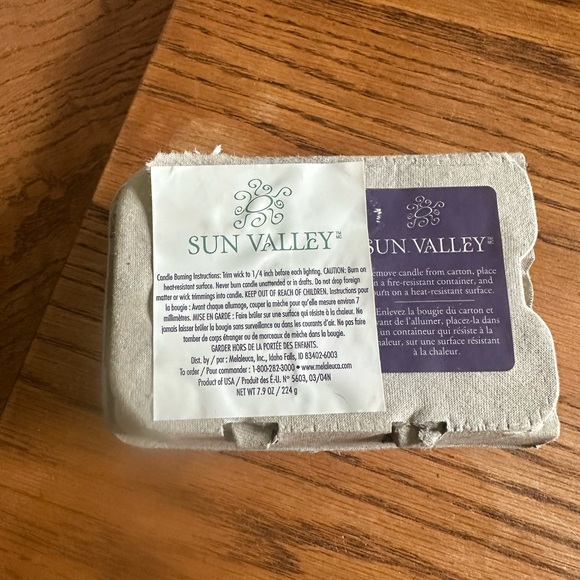 SUN VALLEY™
MC
Candle Burning Instructions: Trim wick to 1/4 inch before each lighting. CAUTION: Burn on
heat-resistant surface. Never burn candle unattended or in drafts. Do not drop foreign
matter or wick trimmings into candle. KEEP OUT OF REACH OF CHILDREN. Instructions pour
la bougie : Avant chaque allumage, couper la mèche pour qu'elle mesure environ 7
millimètres. MISE EN GARDE : Faire brûler sur une surface qui résiste à la chaleur. Ne
jamais laisser brûler la bougie sans surveillance ou dans les courants d'air. Ne pas faire
tomber de corps étranger ou de morceaux de mèche dans la bougie.
GARDER HORS DE LA PORTÉE DES ENFANTS.
Dist. by / par : Melaleuca, Inc., Idaho Falls, ID 83402-6003
To order / Pour commander : 1-800-282-3000 • www.melaleuca.com
Product of USA / Produit des É.-U. N° 5603, 03/04N
NET WT 7.9 OZ / 224 g
SUN VALLEY™
MC
remove candle from carton, place
n a fire-resistant container, and
burn on a heat-resistant surface.
Enlevez la bougie du carton et
avant de l'allumer, placez-la dans
un containeur qui résiste à la
chaleur, sur une surface résistant
à la chaleur.